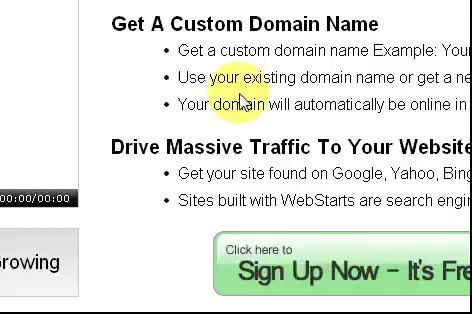 Get A Custom Domain Name
• Get a custom domain name Example: Your
• Use your existing domain name or get a ne
• Your domain will automatically be online in
Drive Massive Traffic To Your Website
• Get your site found on Google, Yahoo, Bing
• Sites built with WebStarts are search engin
00:00/00:00
Growing
Click here to
Sign Up Now - It's Fre